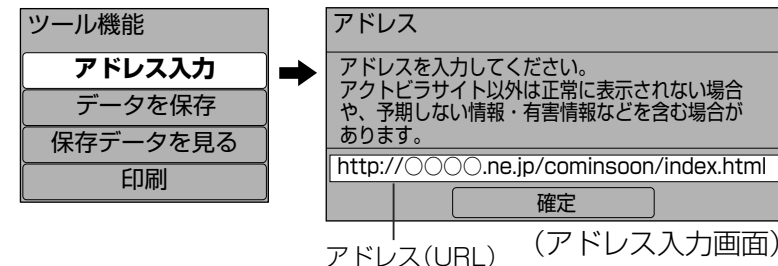 ツール機能
アドレス入力
データを保存
保存データを見る
印刷
アドレス
アドレスを入力してください。
アクトビラサイト以外は正常に表示されない場合
や、予期しない情報・有害情報などを含む場合が
あります。
http://○○○○.ne.jp/cominsoon/index.html
確定
アドレス(URL)
(アドレス入力画面)